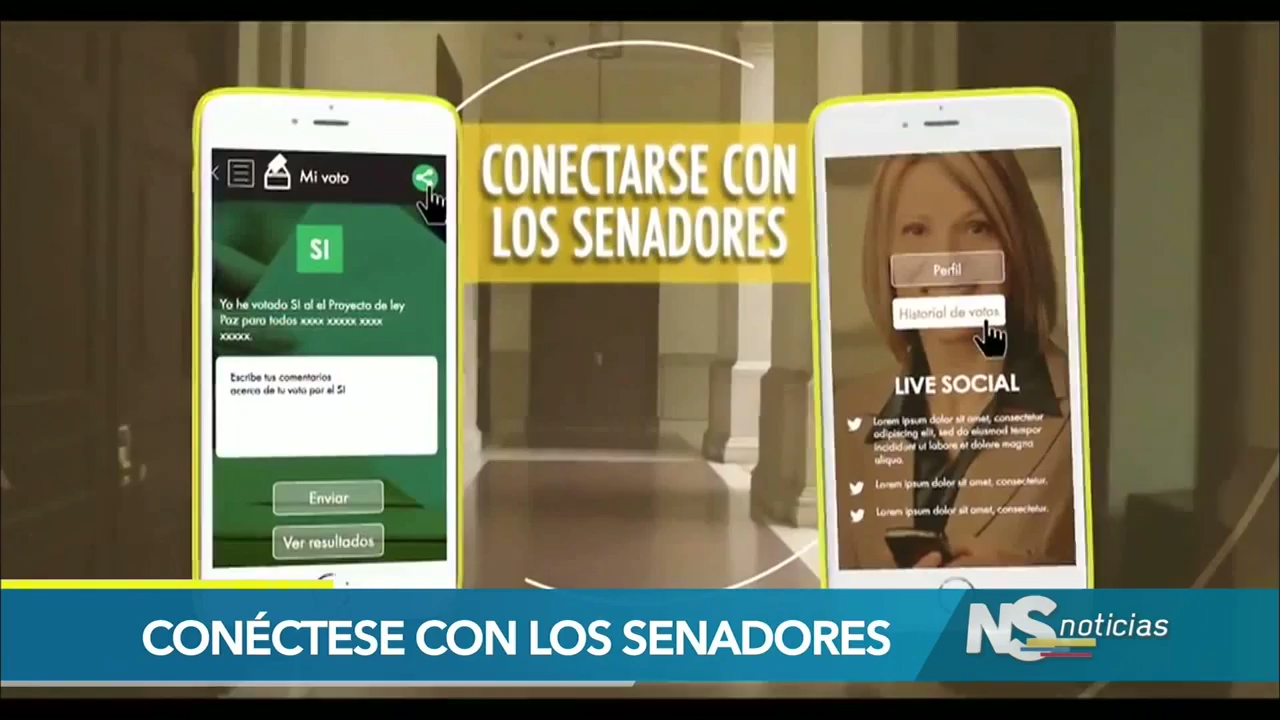 CONECTARSE CON
LOS SENADORES
Mi voto
SI
Ya he votado SI al el Proyecto de ley
Paz para todos xxxx xxxxx xxxx
xxxxx.
Escribe tus comentarios
acerca de tu voto por el SI
Enviar
Ver resultados
Perfil
Historial de votos
LIVE SOCIAL
Lorem ipsum dolor sit amet, consectetur
adipiscing elit, sed do eiusmod tempor
incididunt ut labore et dolore magna
aliqua.
Lorem ipsum dolor sit amet, consectetur.
Lorem ipsum dolor sit amet, consectetur.
CONÉCTESE CON LOS SENADORES
NS noticias